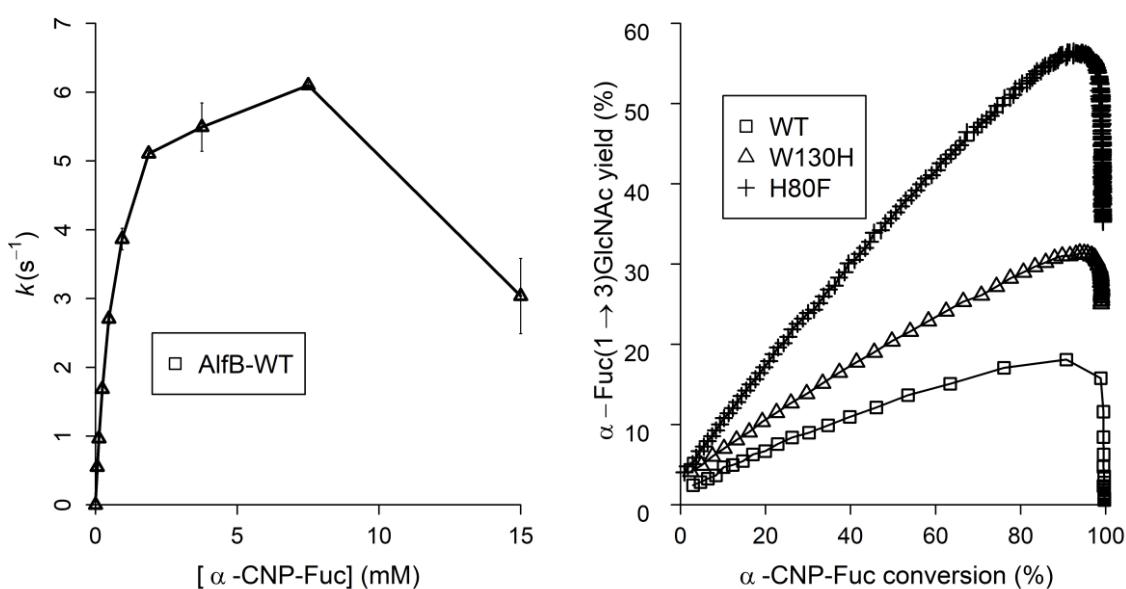 7
6
5
4
3
2
1
0
k(s⁻¹)
AlfB-WT
0 5 10 15
[ α -CNP-Fuc] (mM)
60
50
40
30
20
10
0
α − Fuc(1 → 3)GlcNAc yield (%)
WT
W130H
H80F
0 20 40 60 80 100
α -CNP-Fuc conversion (%)